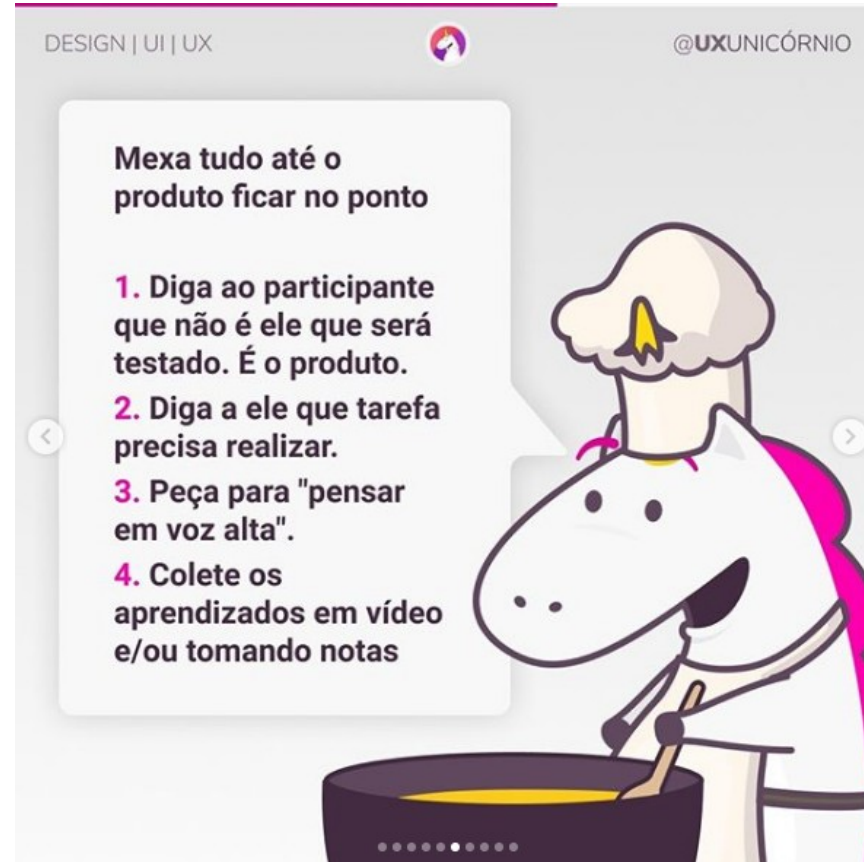 DESIGN | UI | UX
@UXUNICÓRNIO
Mexa tudo até o
produto ficar no ponto
1. Diga ao participante
que não é ele que será
testado. É o produto.
2. Diga a ele que tarefa
precisa realizar.
3. Peça para "pensar
em voz alta".
4. Colete os
aprendizados em vídeo
e/ou tomando notas